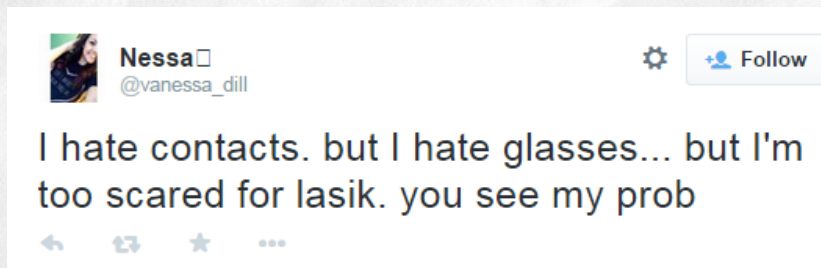 Nessa
@vanessa_dill
Follow
I hate contacts. but I hate glasses... but I'm
too scared for lasik. you see my prob